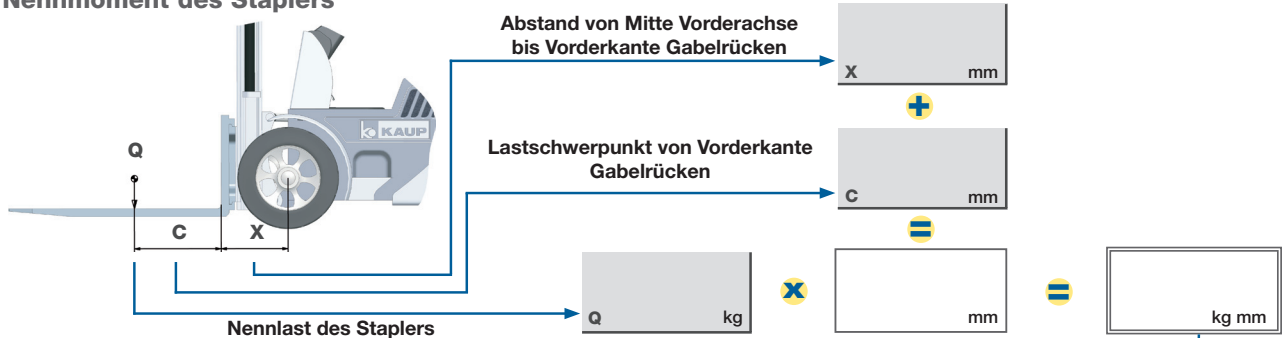 Nennmoment des Staplers
Abstand von Mitte Vorderachse
bis Vorderkante Gabelrücken
X mm
+
KAUP
Q
Lastschwerpunkt von Vorderkante
Gabelrücken
C mm
=
C X
Q kg
x
mm
=
kg mm
Nennlast des Staplers